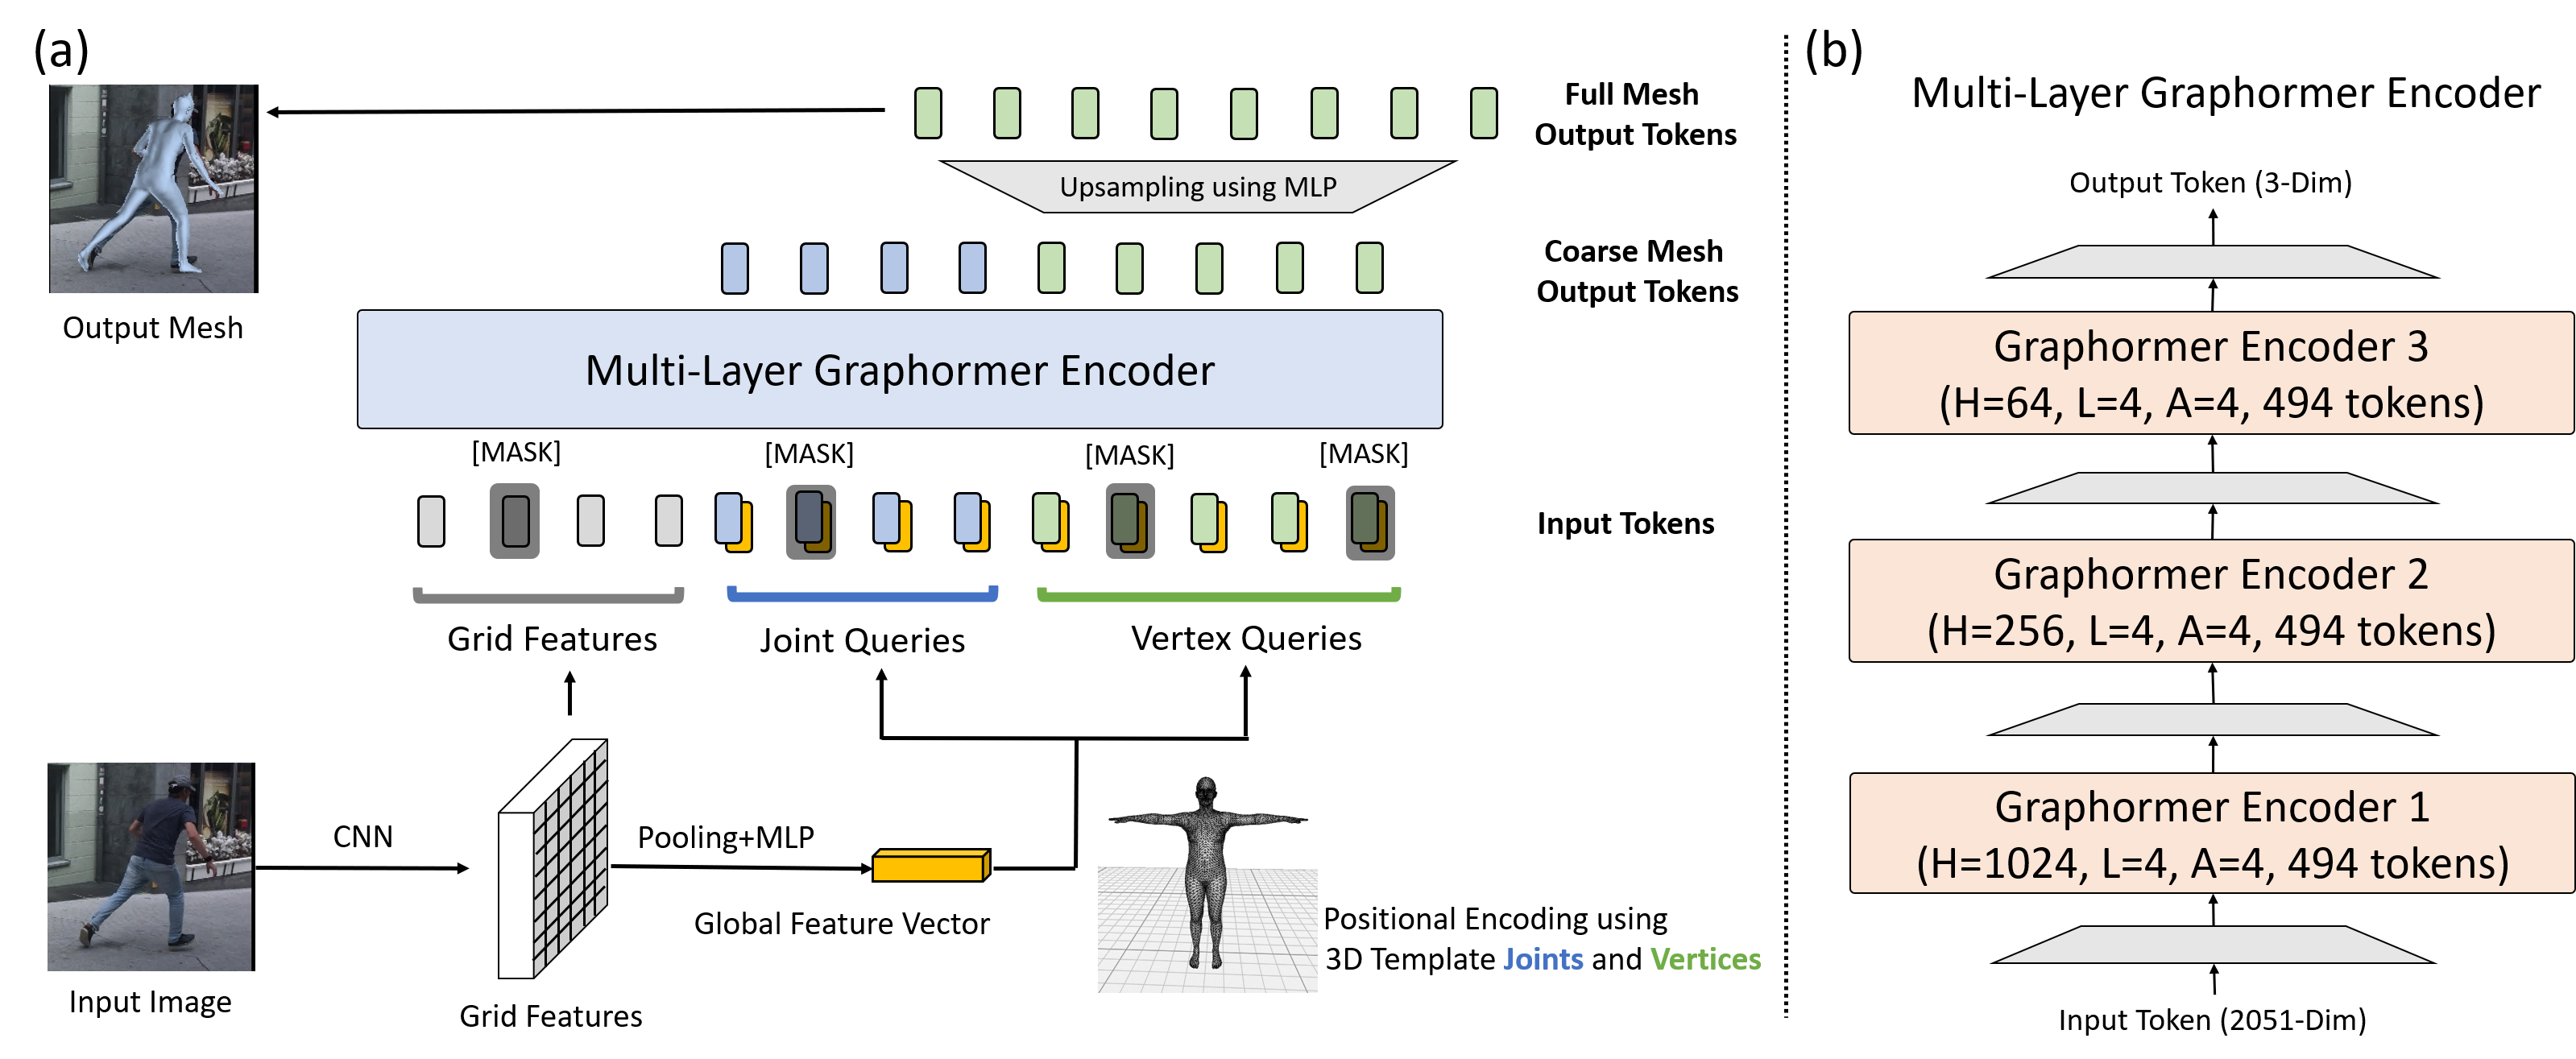 (a)
Full Mesh
Output Tokens
Upsampling using MLP
Coarse Mesh
Output Tokens
Output Mesh
Multi-Layer Graphormer Encoder
[MASK]
[MASK]
[MASK]
[MASK]
Input Tokens
Grid Features
Joint Queries
Vertex Queries
CNN
Pooling+MLP
Global Feature Vector
Positional Encoding using
3D Template Joints and Vertices
Input Image
Grid Features
(b)
Multi-Layer Graphormer Encoder
Output Token (3-Dim)
Graphormer Encoder 3
(H=64, L=4, A=4, 494 tokens)
Graphormer Encoder 2
(H=256, L=4, A=4, 494 tokens)
Graphormer Encoder 1
(H=1024, L=4, A=4, 494 tokens)
Input Token (2051-Dim)